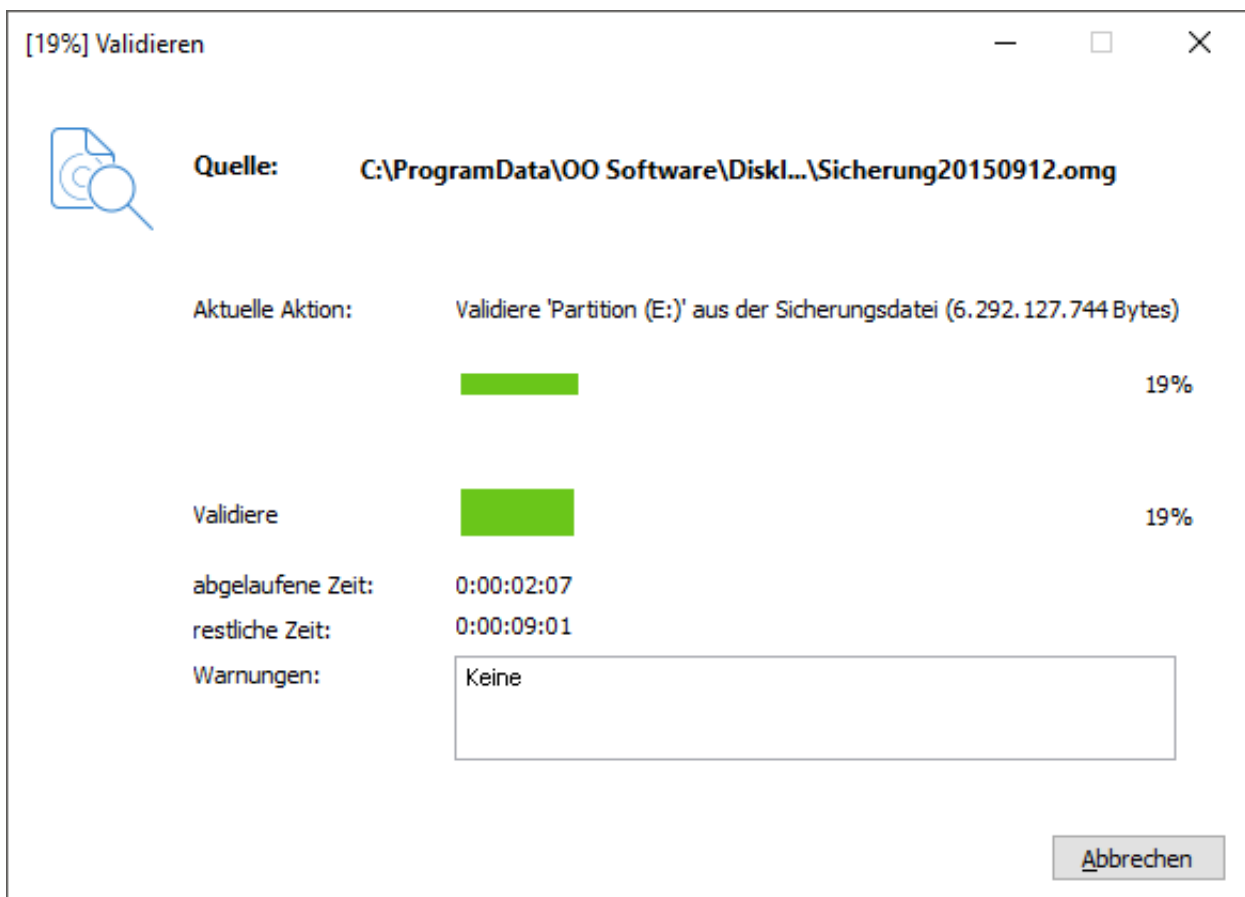 [19%] Validieren
Quelle: C:\ProgramData\OO Software\DiskI...\Sicherung20150912.omg
Aktuelle Aktion: Validiere 'Partition (E:)' aus der Sicherungsdatei (6.292.127.744 Bytes)
19%
Validiere 19%
abgelaufene Zeit: 0:00:02:07
restliche Zeit: 0:00:09:01
Warnungen: Keine
Abbrechen